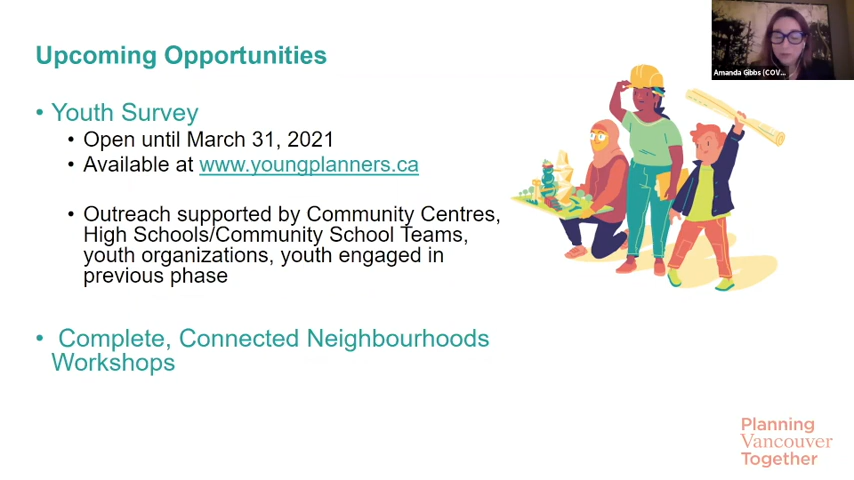 Upcoming Opportunities
Amanda Gibbs (COV...
• Youth Survey
• Open until March 31, 2021
• Available at www.youngplanners.ca
• Outreach supported by Community Centres,
High Schools/Community School Teams,
youth organizations, youth engaged in
previous phase
• Complete, Connected Neighbourhoods
Workshops
Planning
Vancouver
Together